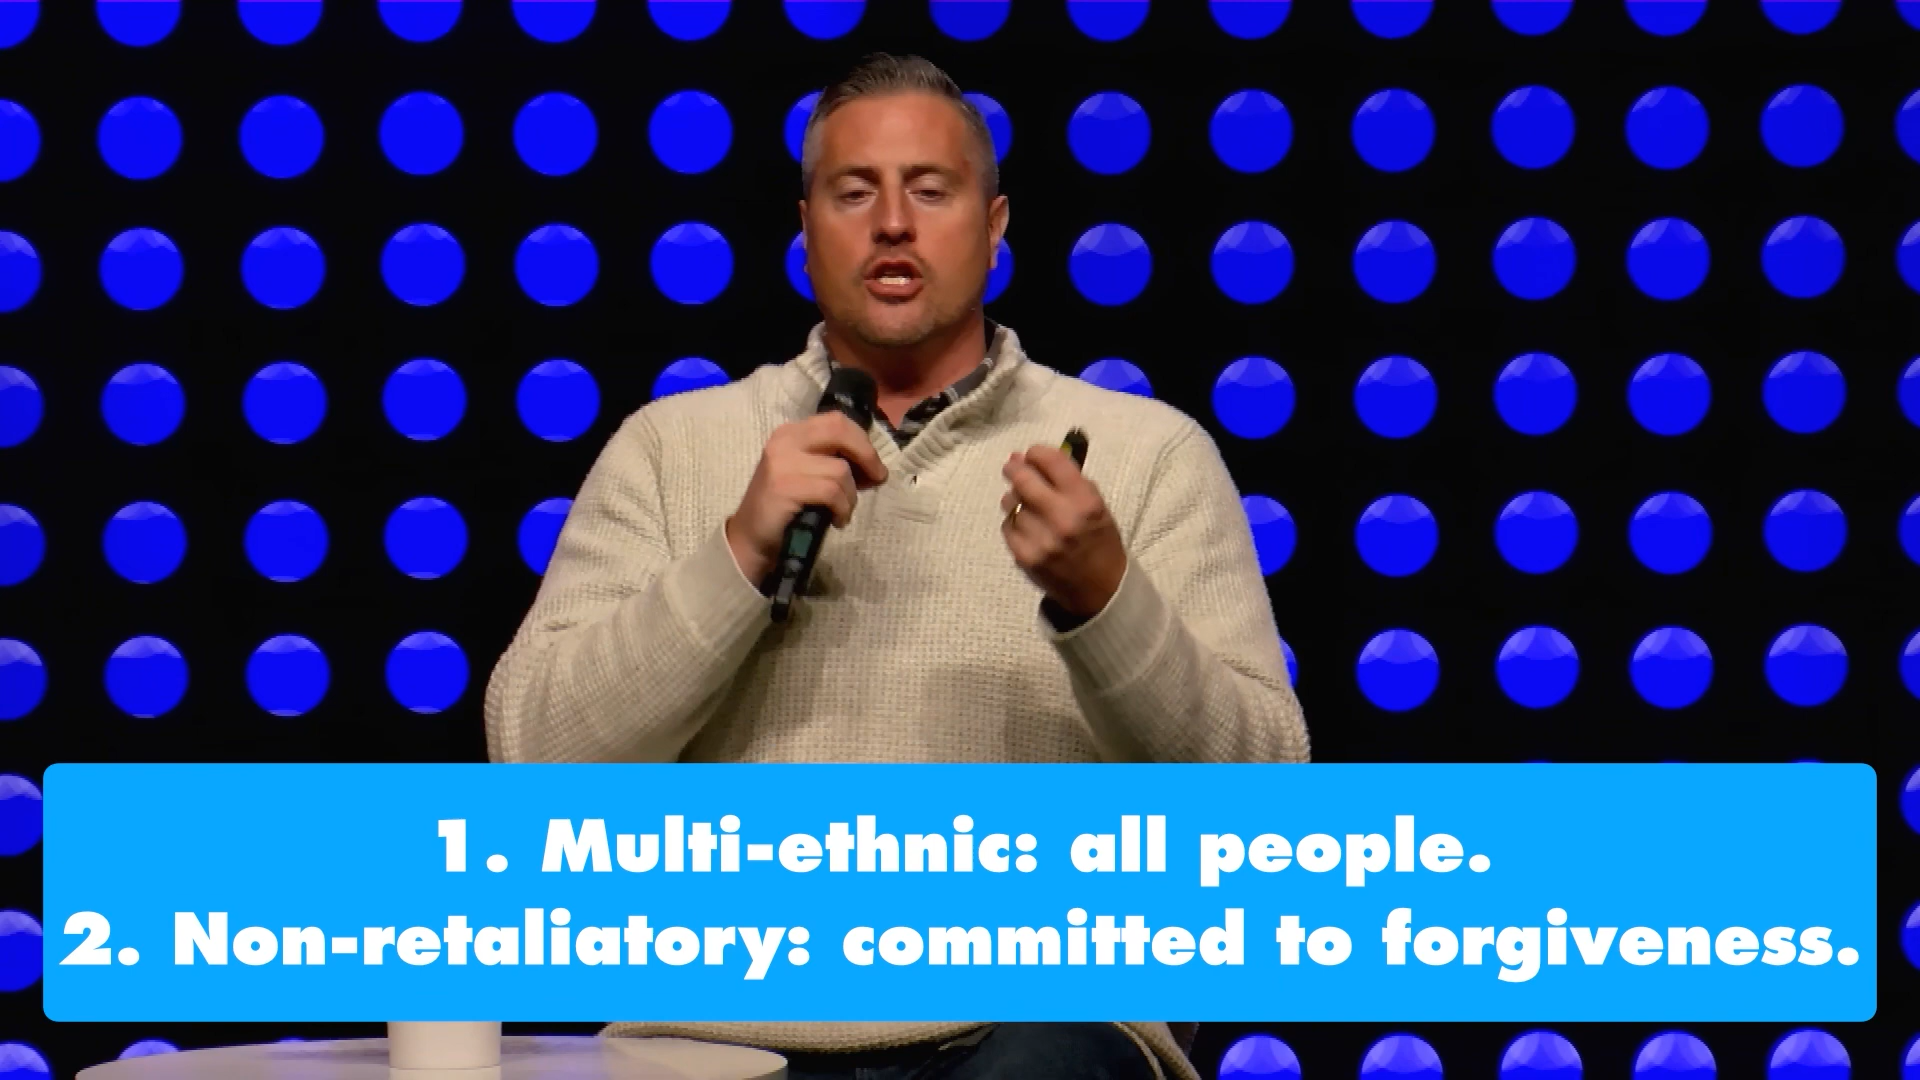 1. Multi-ethnic: all people.
2. Non-retaliatory: committed to forgiveness.